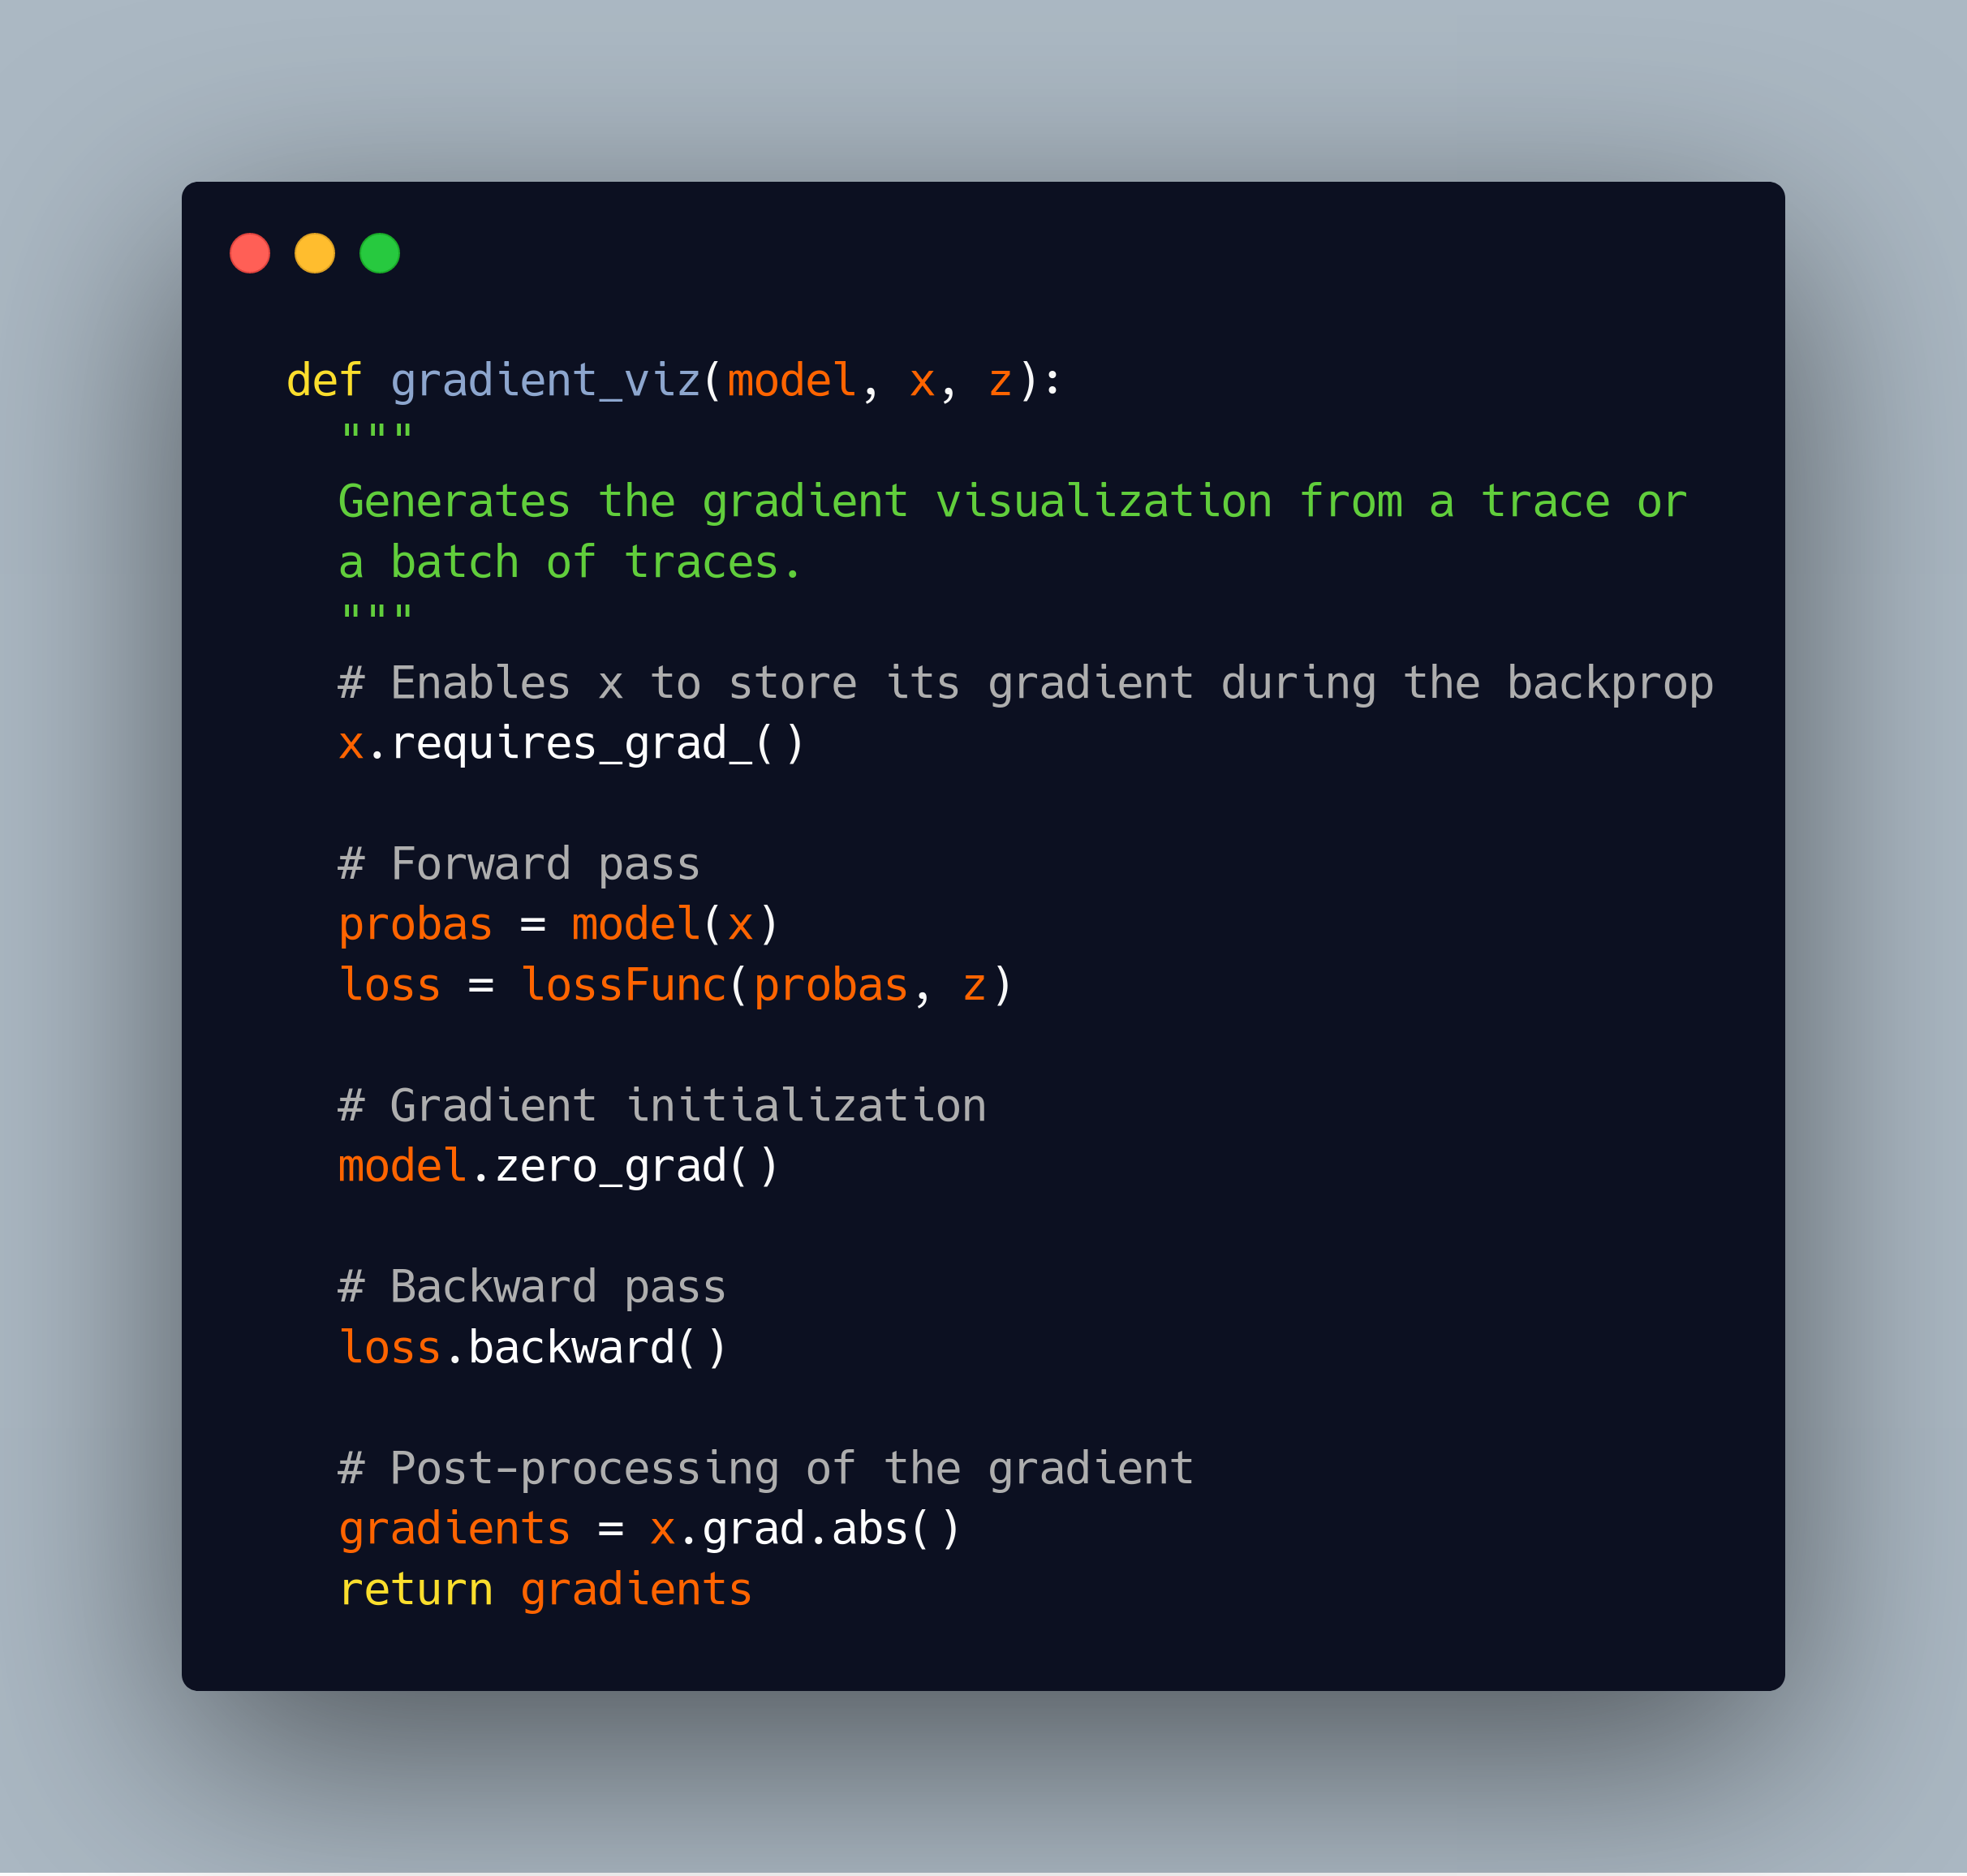 def gradient_viz(model, x, z):
  """
  Generates the gradient visualization from a trace or
  a batch of traces.
  """
  # Enables x to store its gradient during the backprop
  x.requires_grad_()

  # Forward pass
  probas = model(x)
  loss = lossFunc(probas, z)

  # Gradient initialization
  model.zero_grad()

  # Backward pass
  loss.backward()

  # Post-processing of the gradient
  gradients = x.grad.abs()
  return gradients